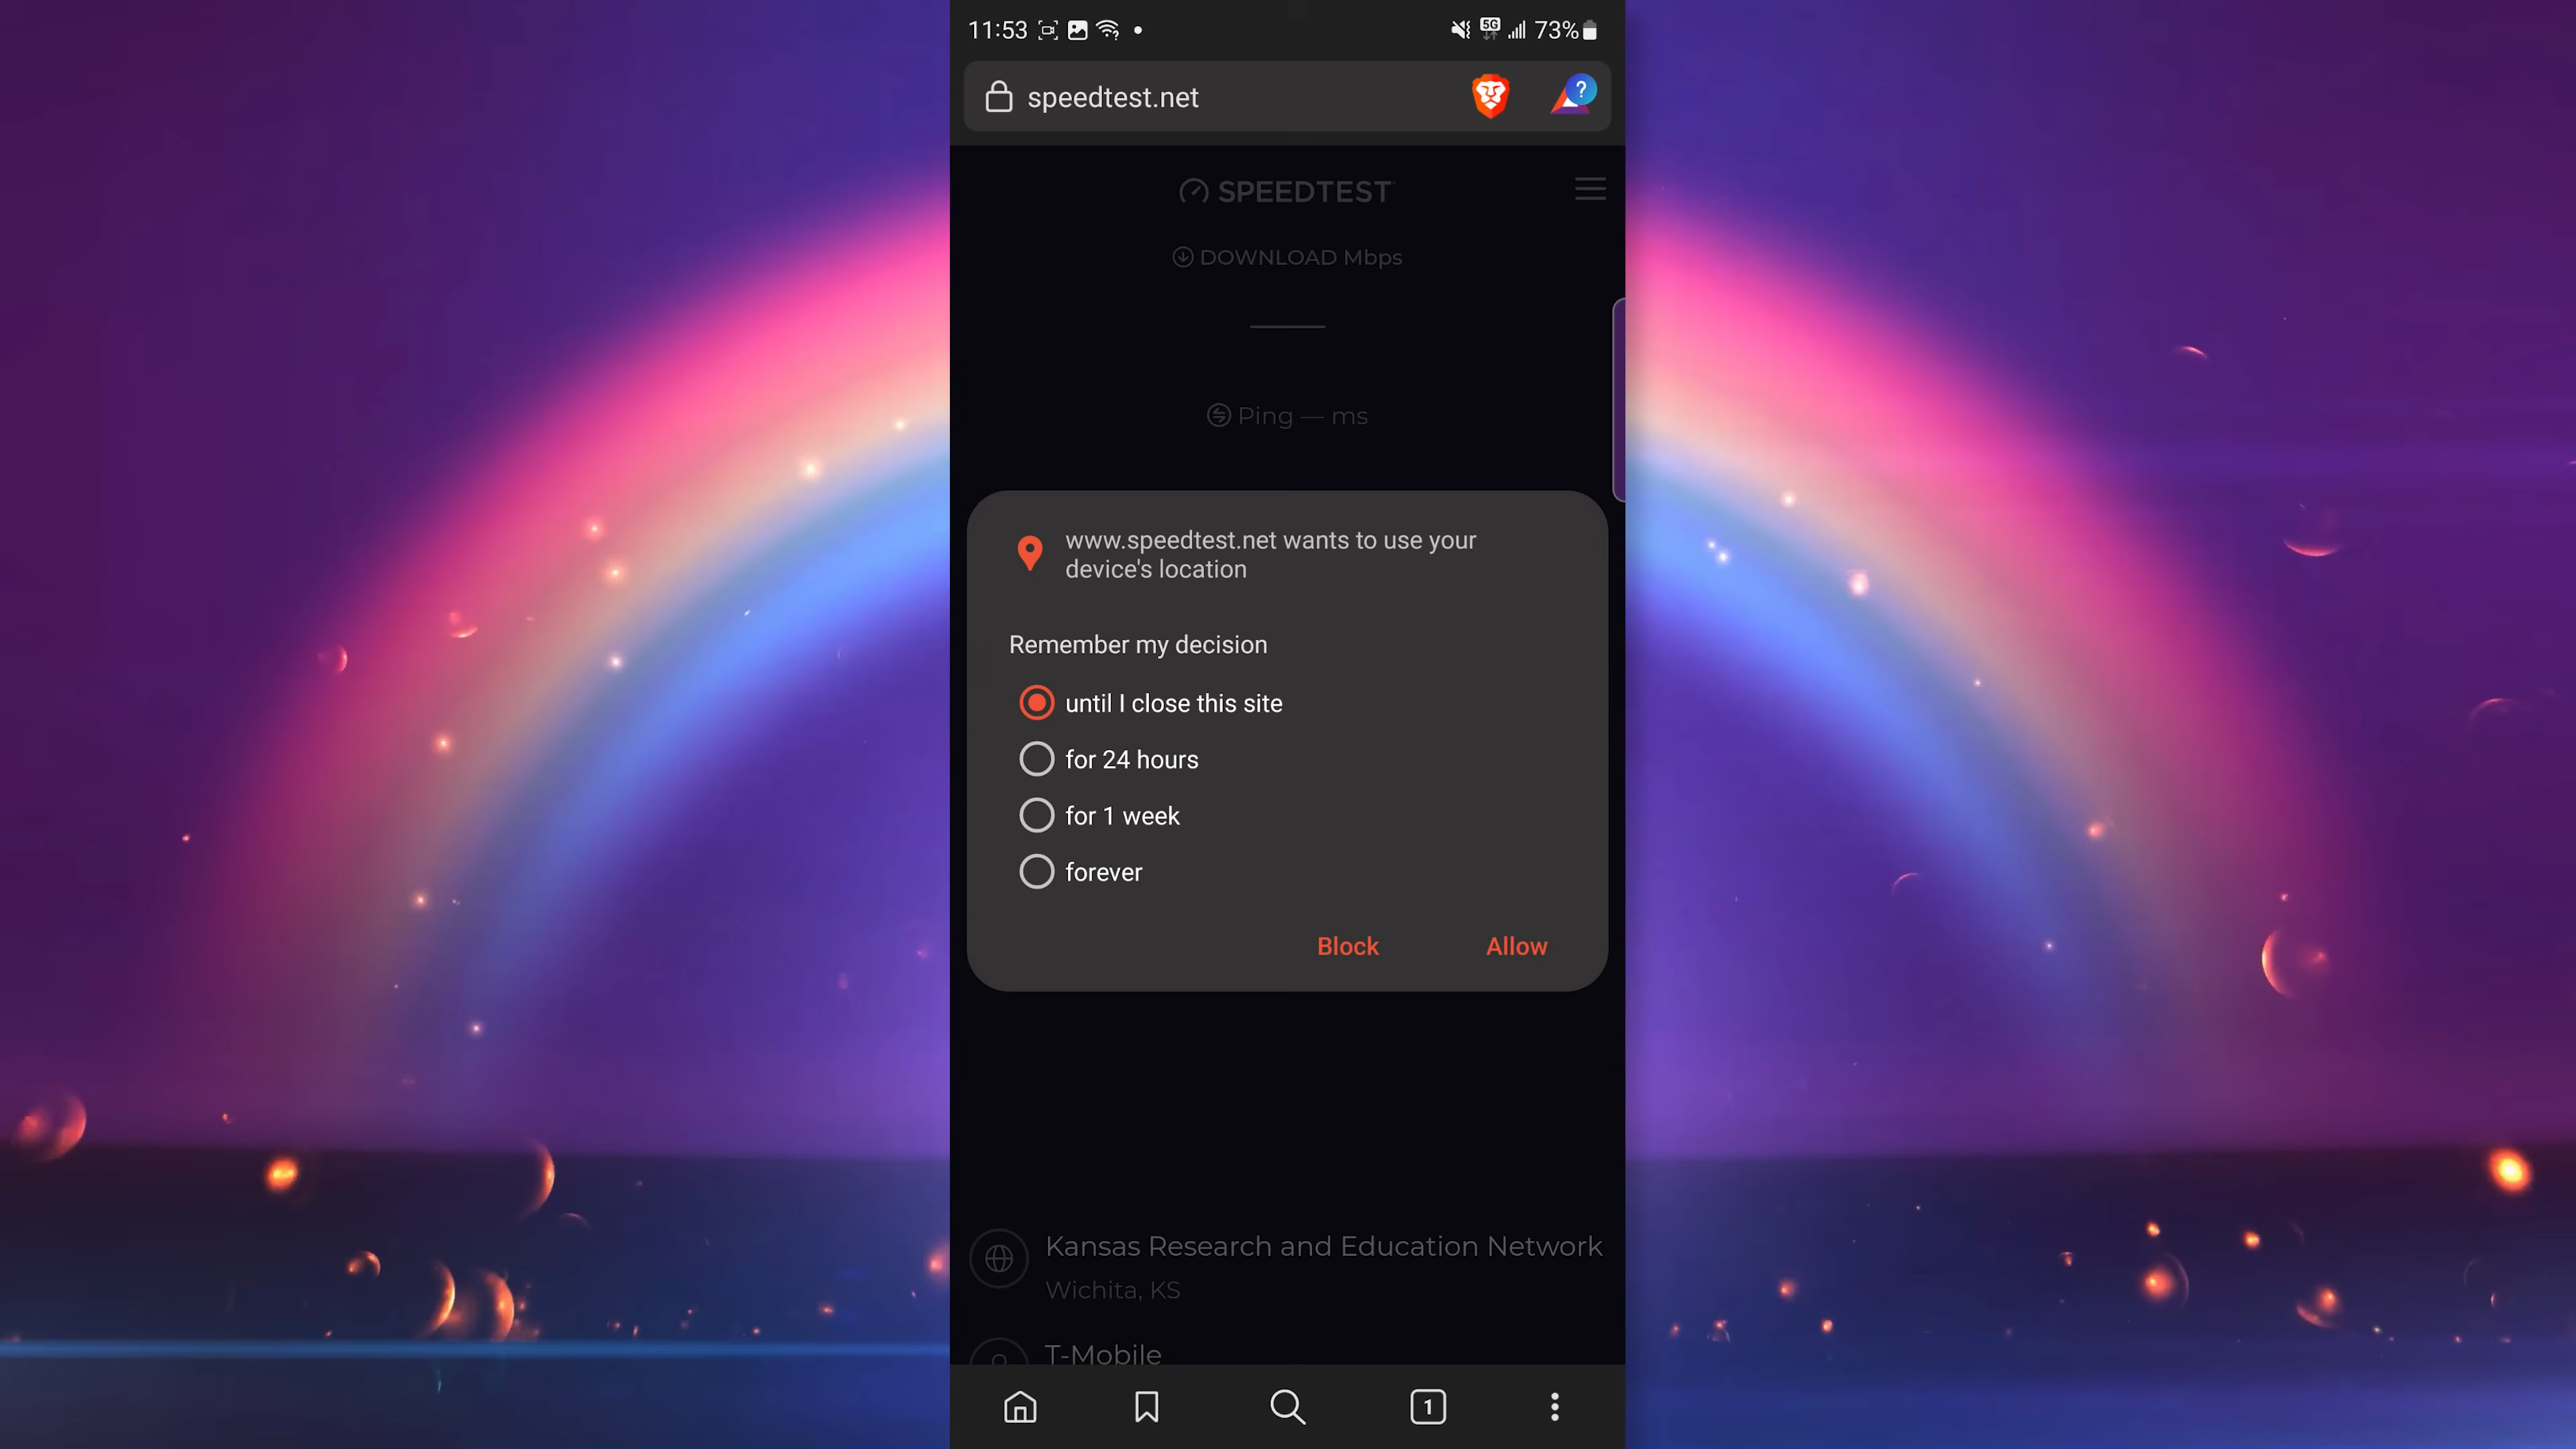 11:53
5G
73%
speedtest.net
?
SPEEDTEST
DOWNLOAD Mbps
Ping — ms
www.speedtest.net wants to use your
device's location
Remember my decision
until I close this site
for 24 hours
for 1 week
forever
Block
Allow
Kansas Research and Education Network
Wichita, KS
T-Mobile
1